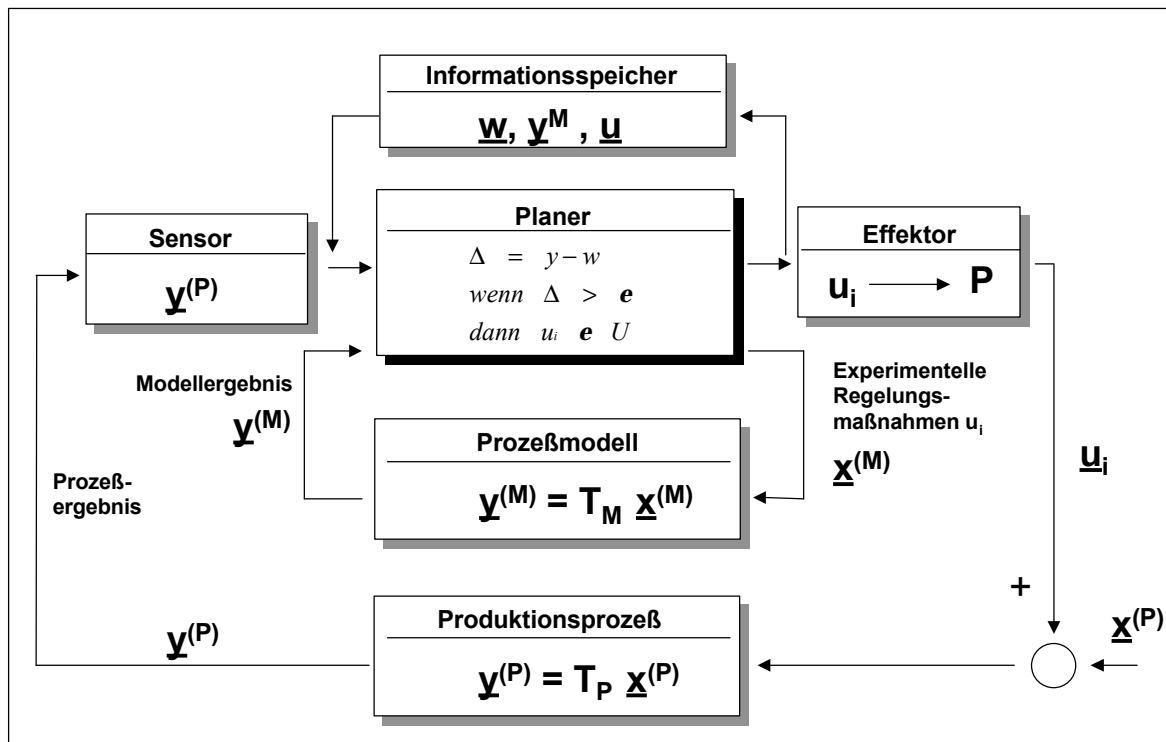 Informationsspeicher
w, y^M , u
Planer
Δ = y – w
wenn Δ > e
dann u_i e U
Sensor
y^(P)
Effektor
u_i → P
Modellergebnis
y^(M)
Experimentelle
Regelungs-
maßnahmen u_i
x^(M)
Prozeßmodell
y^(M) = T_M x^(M)
Prozeß-
ergebnis
u_i
+
x^(P)
Produktionsprozeß
y^(P) = T_P x^(P)
y^(P)